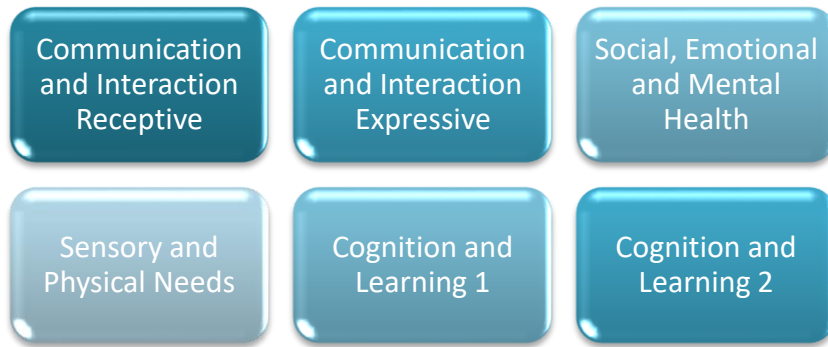 Communication
and Interaction
Receptive
Communication
and Interaction
Expressive
Social, Emotional
and Mental
Health
Sensory and
Physical Needs
Cognition and
Learning 1
Cognition and
Learning 2